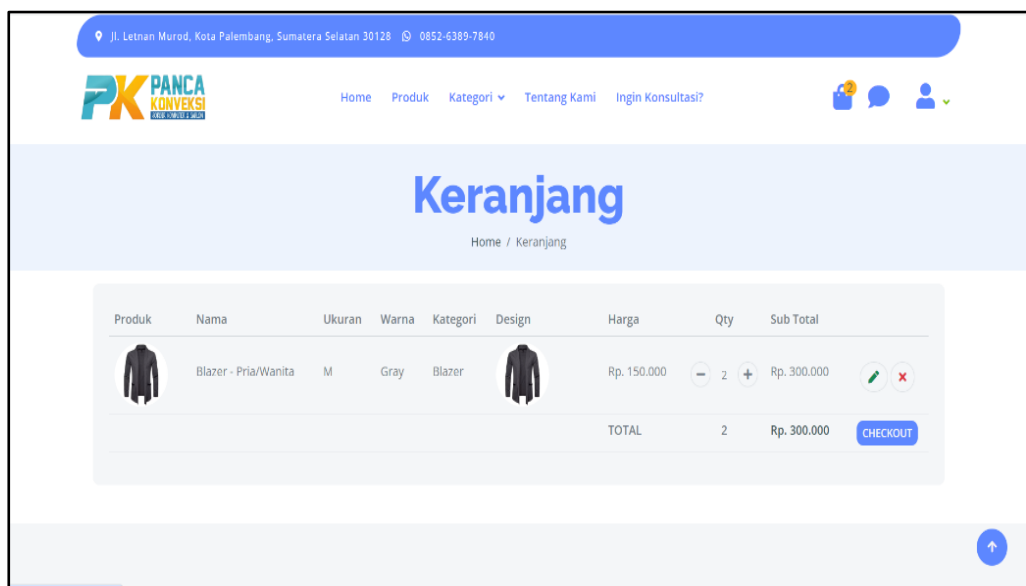 Jl. Letnan Murod, Kota Palembang, Sumatera Selatan 30128 0852-6389-7840
PANCA
KONVEKSI
Home Produk Kategori Tentang Kami Ingin Konsultasi? 2
Keranjang
Home / Keranjang
Produk Nama Ukuran Warna Kategori Design Harga Qty Sub Total
Blazer - Pria/Wanita M Gray Blazer Rp. 150.000 2 Rp. 300.000
TOTAL 2 Rp. 300.000 CHECKOUT